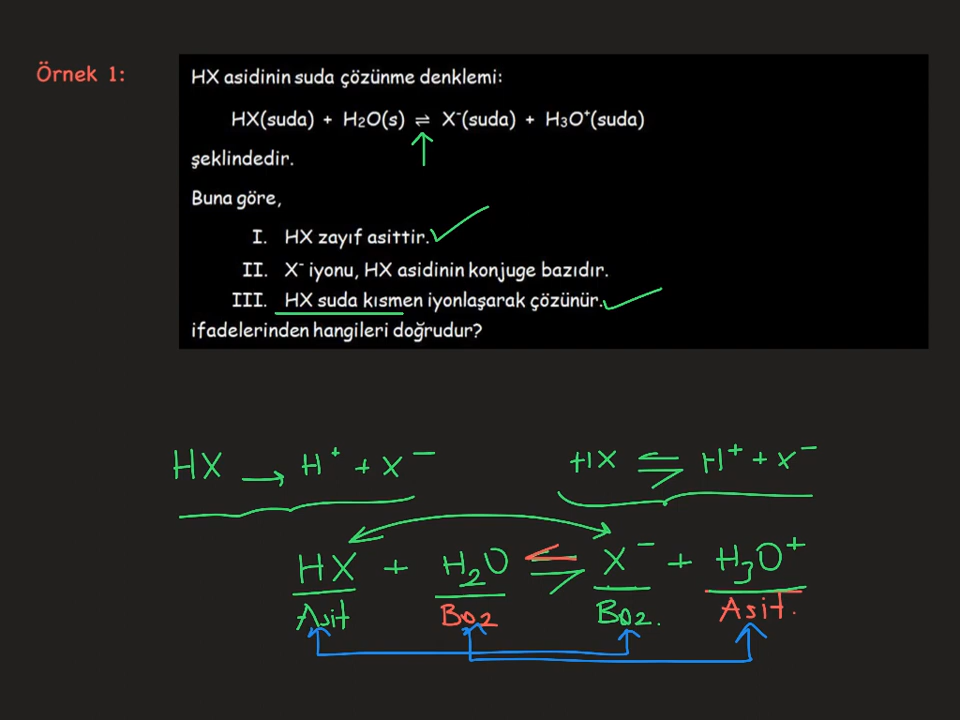 Örnek 1:
HX asidinin suda çözünme denklemi:
HX(suda) + H₂O(s) ⇌ X⁻(suda) + H₃O⁺(suda)
şeklindedir.
Buna göre,
I. HX zayıf asittir.
II. X⁻ iyonu, HX asidinin konjuge bazıdır.
III. HX suda kısmen iyonlaşarak çözünür.
ifadelerinden hangileri doğrudur?
HX → H⁺ + X⁻ HX ⇌ H⁺ + X⁻
HX + H₂O ⇌ X⁻ + H₃O⁺
Asit Baz Baz. Asit.